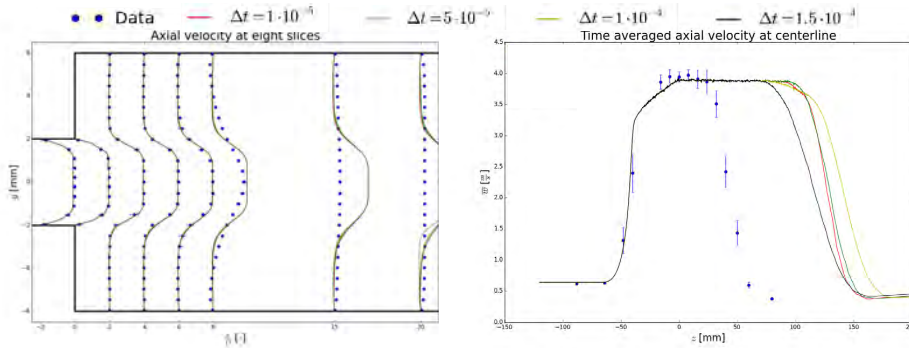 Data Δt=1·10⁻⁵ Δt=5·10⁻⁵ Δt=1·10⁻⁴ Δt=1.5·10⁻⁴
Axial velocity at eight slices
Time averaged axial velocity at centerline
[mm]
6
4
2
0
−2
−4
−6
−2 0 2 4 6 8 15 20
4.5
4.0
3.5
3.0
2.5
2.0
1.5
1.0
0.5
0.0
−150 −100 −50 0 50 100 150 200
z [mm]